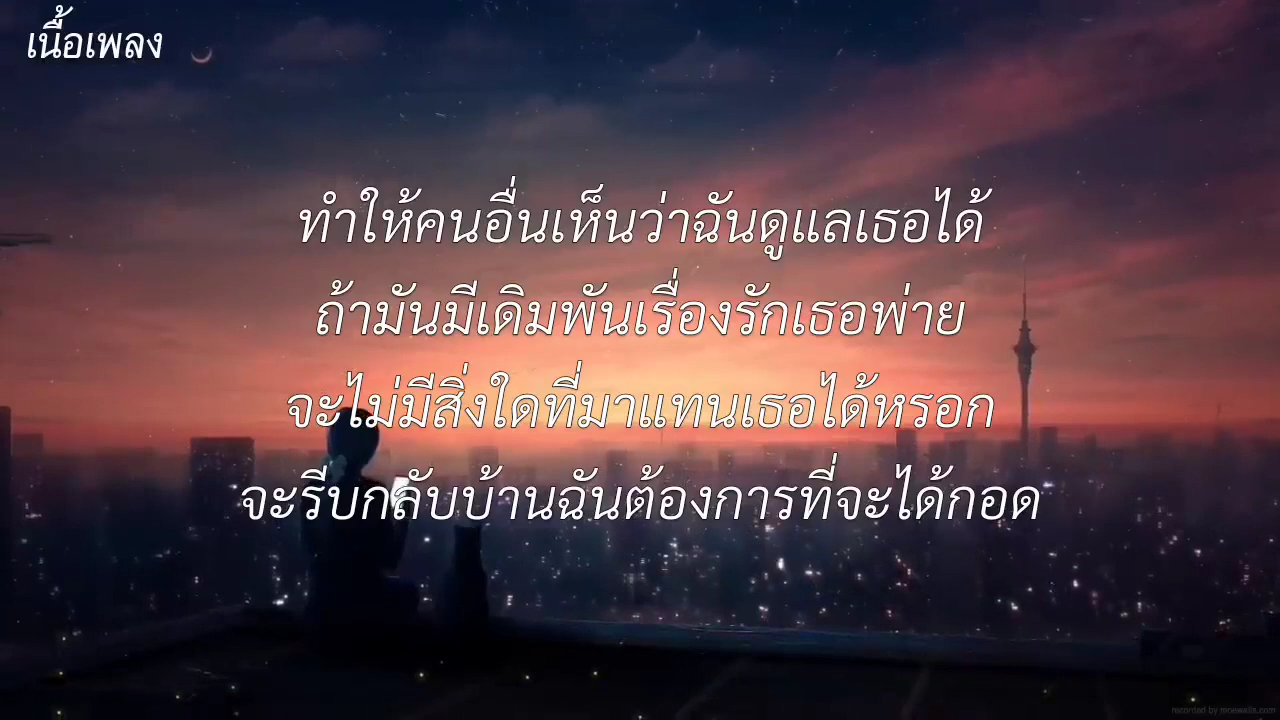 เนื้อเพลง
ทำให้คนอื่นเห็นว่าฉันดูแลเธอได้
ถ้ามันมีเดิมพันเรื่องรักเธอพ่าย
จะไม่มีสิ่งใดที่มาแทนเธอได้หรอก
จะรีบกลับบ้านฉันต้องการที่จะได้กอด
recorded by moewalls.com